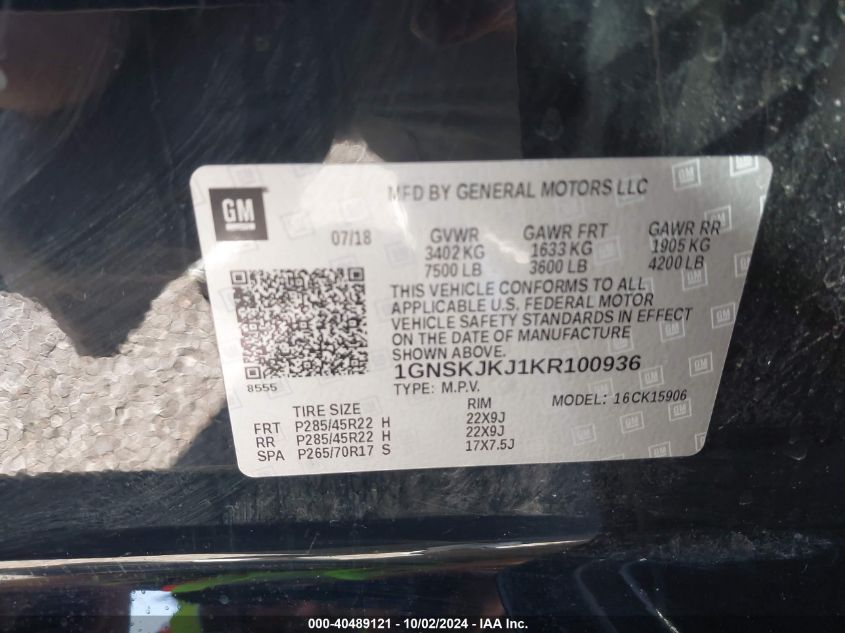 GM
MFD BY GENERAL MOTORS LLC
07/18
GVWR GAWR FRT GAWR RR
3402 KG 1633 KG 1905 KG
7500 LB 3600 LB 4200 LB
THIS VEHICLE CONFORMS TO ALL
APPLICABLE U.S. FEDERAL MOTOR
VEHICLE SAFETY STANDARDS IN EFFECT
ON THE DATE OF MANUFACTURE
SHOWN ABOVE.
1GNSKJKJ1KR100936
8555
TYPE: M.P.V. MODEL: 16CK15906
TIRE SIZE RIM
FRT P285/45R22 H 22X9J
RR P285/45R22 H 22X9J
SPA P265/70R17 S 17X7.5J
000-40489121 - 10/02/2024 - IAA Inc.